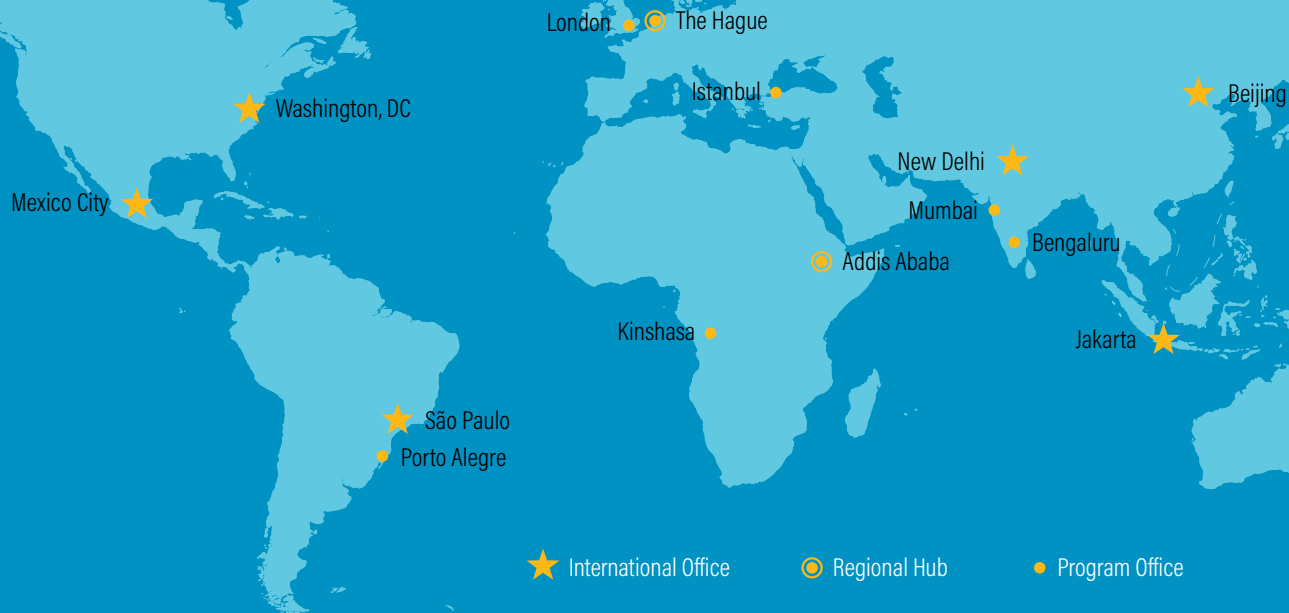 London
The Hague
Istanbul
Beijing
Washington, DC
New Delhi
Mexico City
Mumbai
Bengaluru
Addis Ababa
Kinshasa
Jakarta
São Paulo
Porto Alegre
International Office
Regional Hub
Program Office